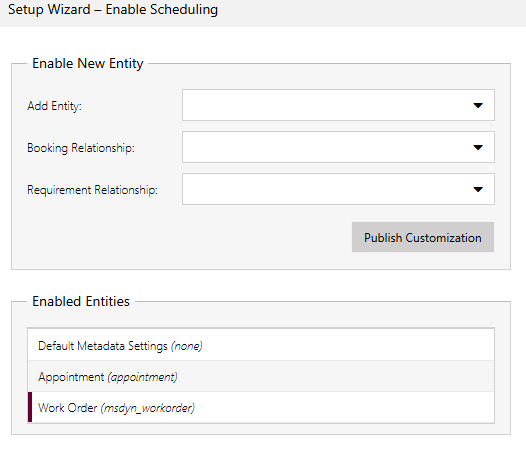 Setup Wizard – Enable Scheduling
Enable New Entity
Add Entity:
Booking Relationship:
Requirement Relationship:
Publish Customization
Enabled Entities
Default Metadata Settings (none)
Appointment (appointment)
Work Order (msdyn_workorder)